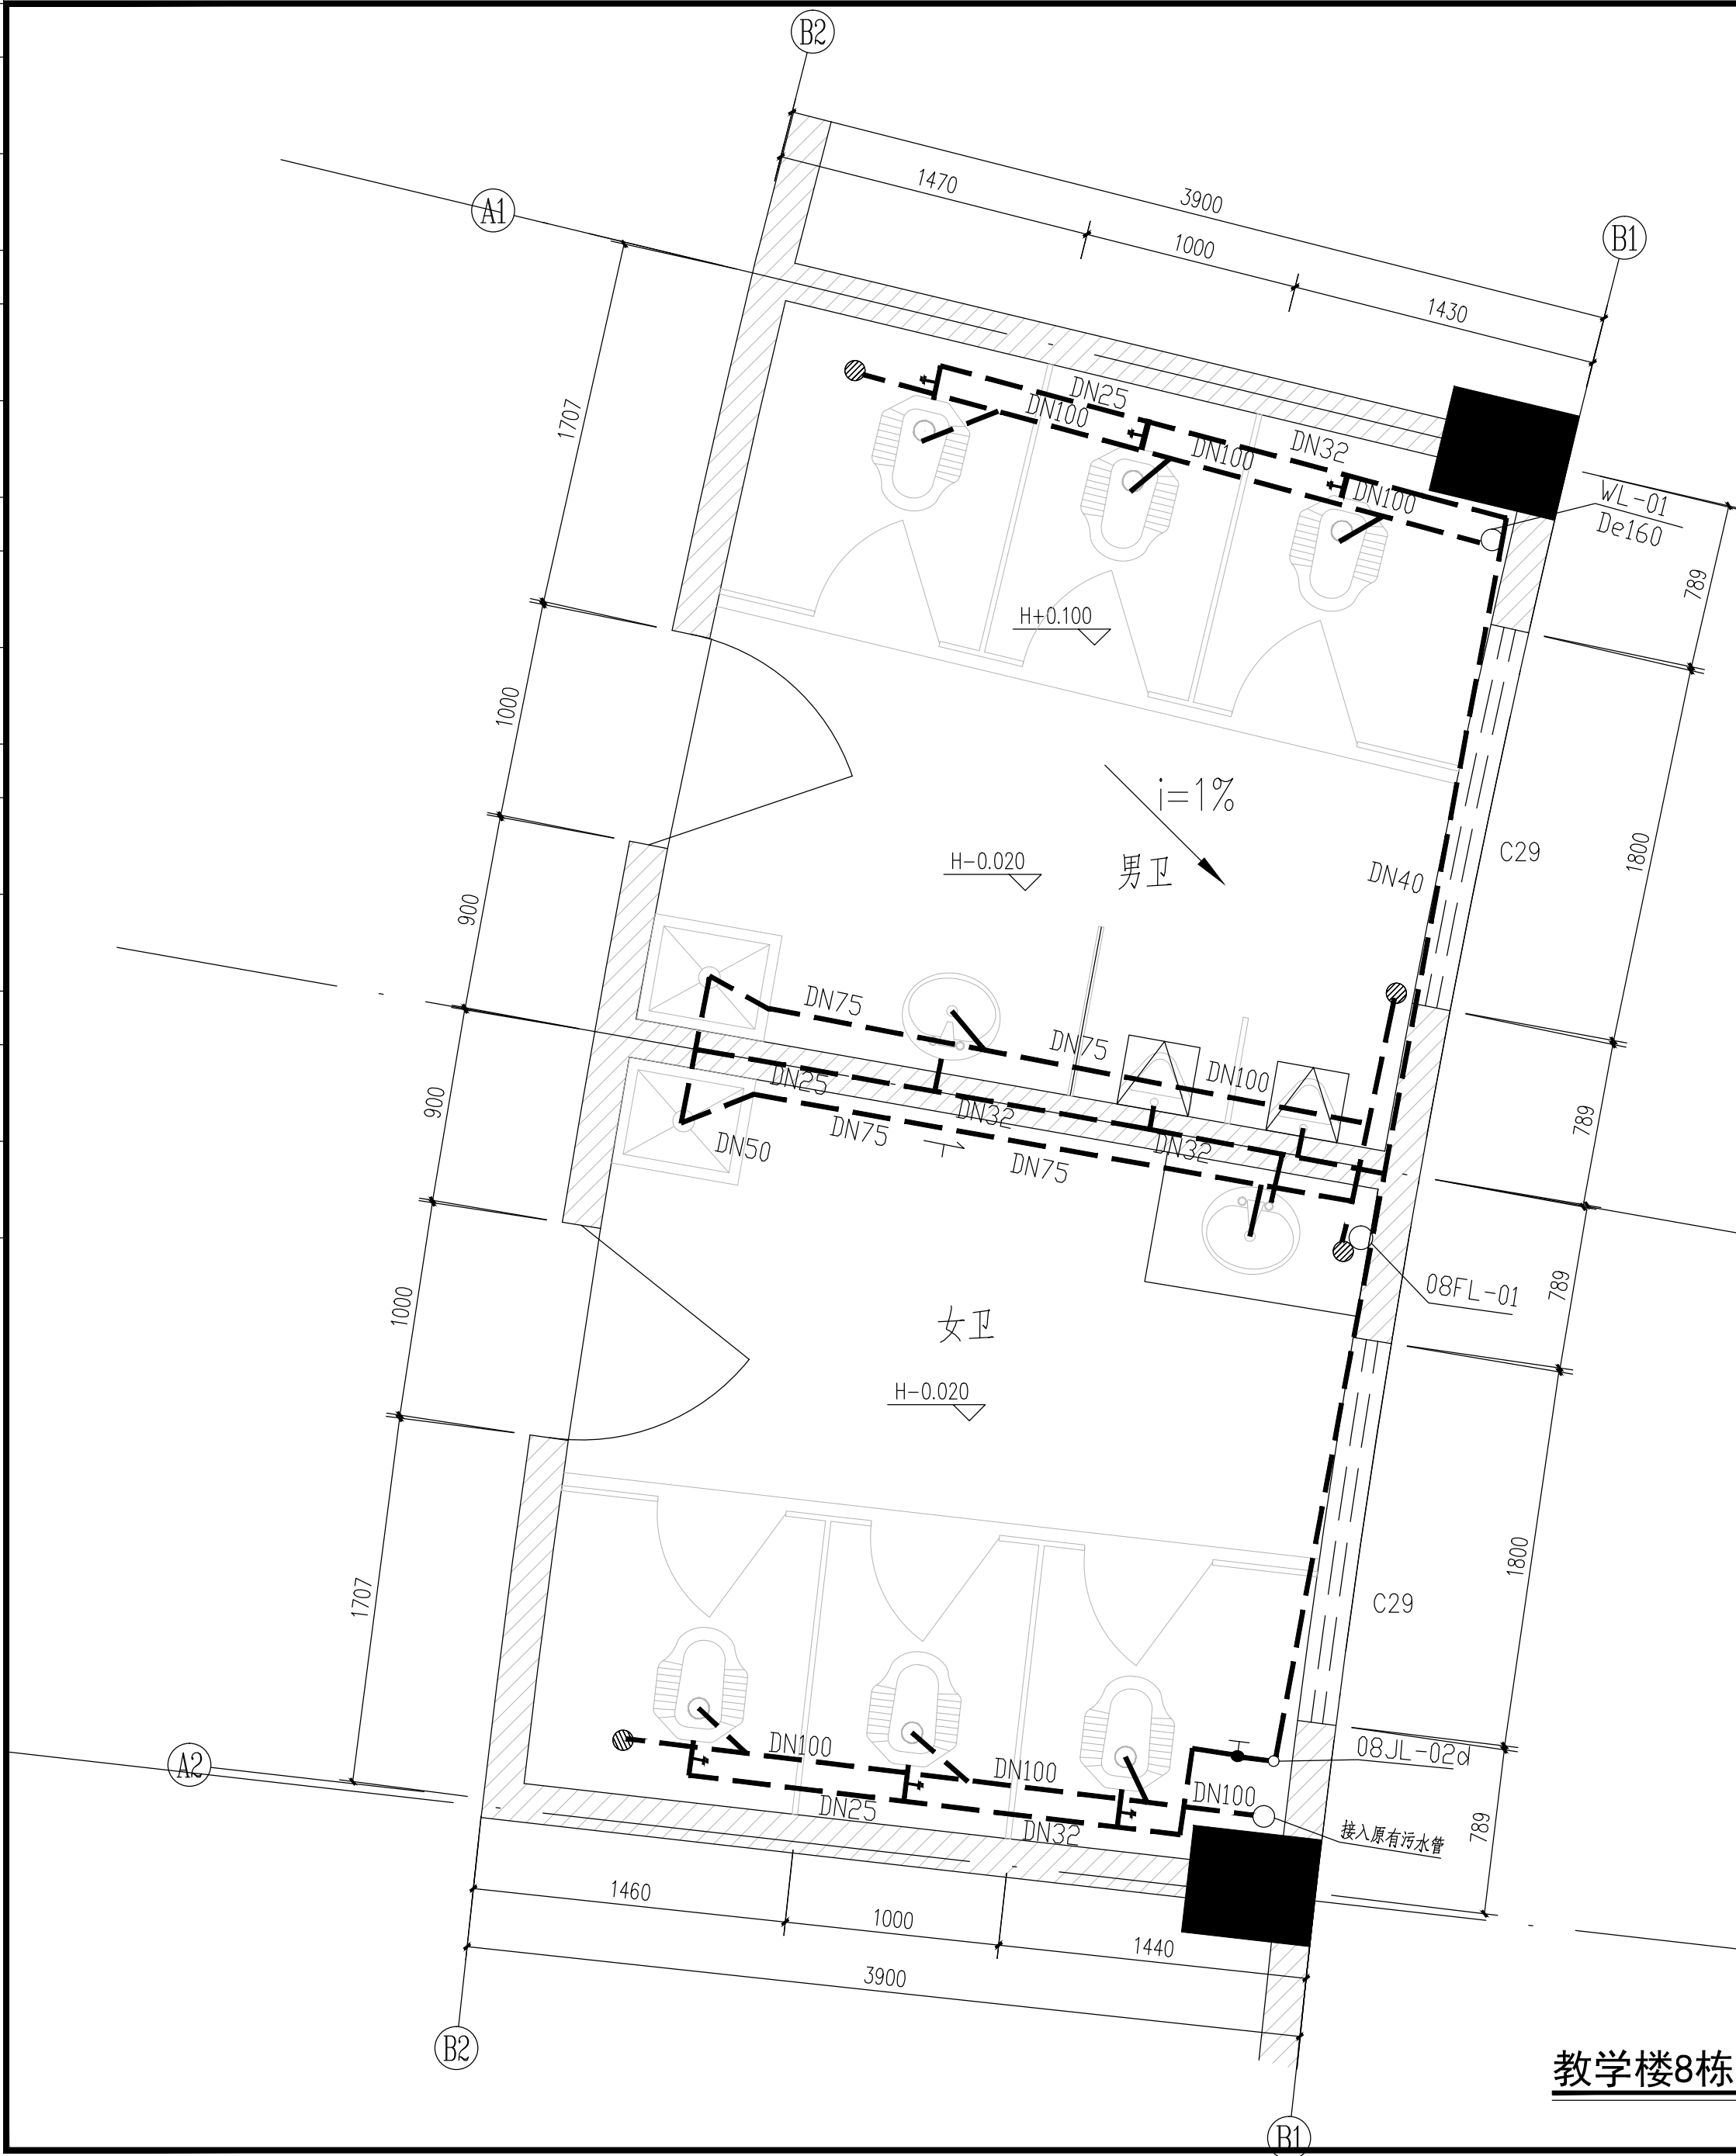 B2
A1
1470
3900
1000
B1
1430
1707
DN25
DN100
DN32
DN100
DN100
WL-01
De160
789
H+0.100
1000
i=1%
C29
1800
H-0.020
男卫
DN40
900
DN75
DN75
DN100
DN25
DN32
DN75
DN50
DN32
DN75
900
789
789
08FL-01
1000
女卫
H-0.020
1800
C29
1707
DN100
DN100
08JL-02d
A2
DN25
DN100
DN32
接入原有污水管
789
1460
1000
1440
3900
B2
教学楼8栋
B1